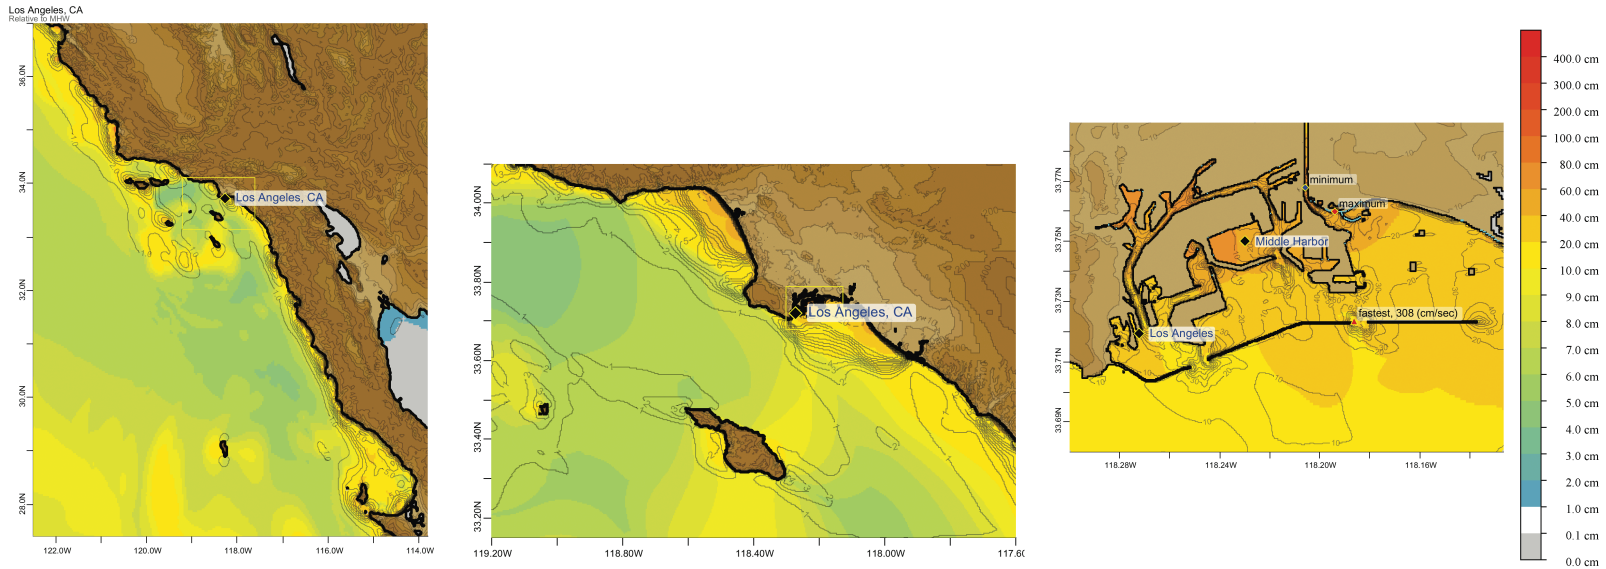 Los Angeles, CA
Relative to MHW
36.0N
34.0N
32.0N
30.0N
28.0N
122.0W
120.0W
118.0W
116.0W
114.0W
Los Angeles, CA
34.00N
33.80N
33.60N
33.40N
33.20N
119.20W
118.80W
118.40W
118.00W
117.60
Los Angeles, CA
33.77N
33.75N
33.73N
33.71N
33.69N
118.28W
118.24W
118.20W
118.16W
minimum
maximum
Middle Harbor
fastest, 308 (cm/sec)
Los Angeles
400.0 cm
300.0 cm
200.0 cm
100.0 cm
80.0 cm
60.0 cm
40.0 cm
20.0 cm
10.0 cm
9.0 cm
8.0 cm
7.0 cm
6.0 cm
5.0 cm
4.0 cm
3.0 cm
2.0 cm
1.0 cm
0.1 cm
0.0 cm